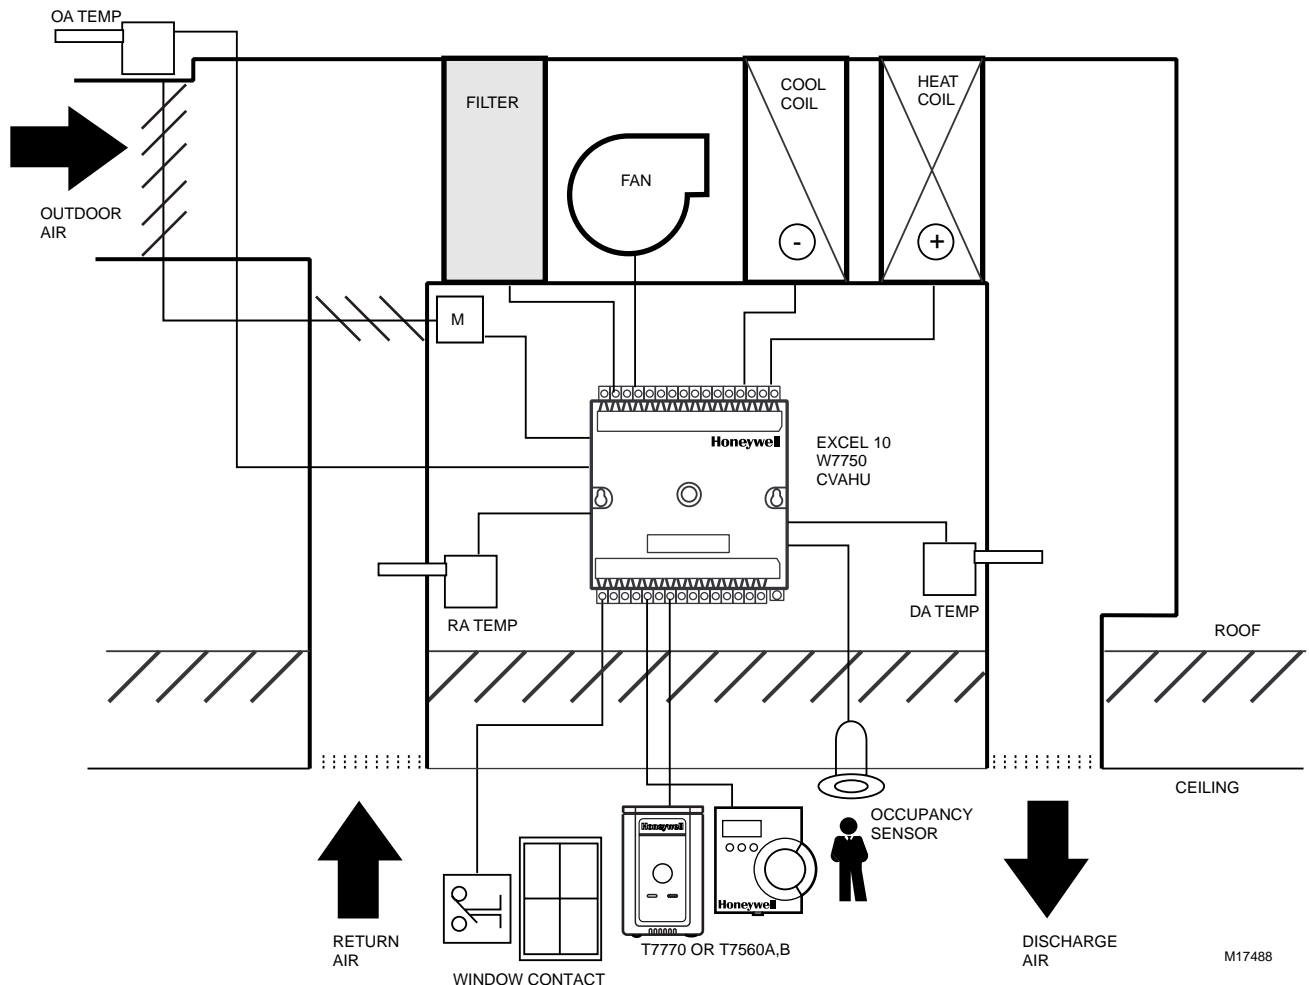 OA TEMP
FILTER
COOL
COIL
HEAT
COIL
FAN
OUTDOOR
AIR
-
+
M
Honeywell
EXCEL 10
W7750
CVAHU
RA TEMP
DA TEMP
ROOF
CEILING
OCCUPANCY
SENSOR
Honeywell
Honeywell
RETURN
AIR
T7770 OR T7560A,B
DISCHARGE
AIR
M17488
WINDOW CONTACT